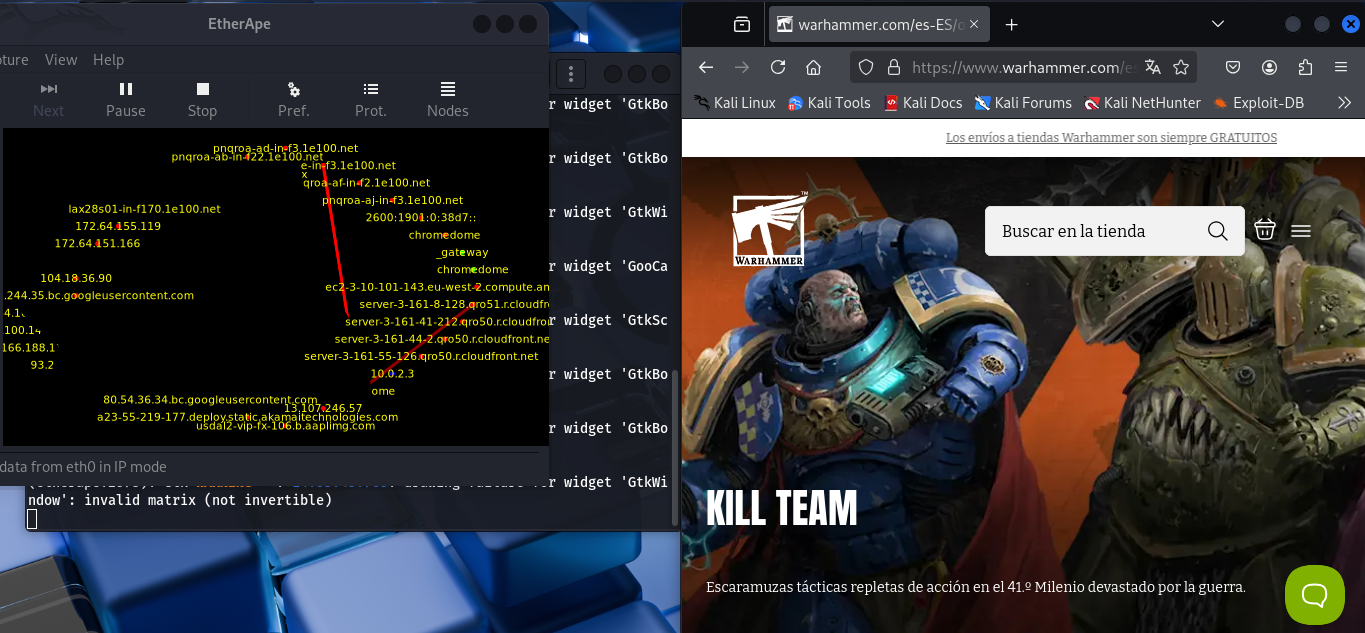 EtherApe
ture View Help
Next
Pause
Stop
Pref.
Prot.
Nodes
pnqroa-ad-in-f3.1e100.net
pnqroa-ab-in-f22.1e100.net
e-in-f3.1e100.net
x
qroa-af-in-f2.1e100.net
pnqroa-aj-in-f3.1e100.net
lax28s01-in-f170.1e100.net
2600:1901:0:38d7::
172.64.155.119
chromedome
172.64.151.166
_gateway
chromedome
104.18.36.90
ec2-3-10-101-143.eu-west-2.compute.an
.244.35.bc.googleusercontent.com
server-3-161-8-128.qro51.r.cloudfr
server-3-161-41-212.qro50.r.cloudfron
100.14
server-3-161-44-2.qro50.r.cloudfront.ne
166.188.1
server-3-161-55-126.qro50.r.cloudfront.net
93.2
10.0.2.3
ome
80.54.36.34.bc.googleusercontent.com
13.107.246.57
a23-55-219-177.deploy.static.akamaitechnologies.com
usdal2-vip-fx-106.b.aaplimg.com
data from eth0 in IP mode
r widget 'GtkBo
r widget 'GtkBo
r widget 'GtkWi
r widget 'GooCa
r widget 'GtkSc
r widget 'GtkBo
r widget 'GtkBo
r widget 'GtkWi
ndow': invalid matrix (not invertible)
warhammer.com/es-ES/o
https://www.warhammer.com/es
Kali Linux
Kali Tools
Kali Docs
Kali Forums
Kali NetHunter
Exploit-DB
Los envíos a tiendas Warhammer son siempre GRATUITOS
WARHAMMER
Buscar en la tienda
KILL TEAM
Escaramuzas tácticas repletas de acción en el 41.º Milenio devastado por la guerra.